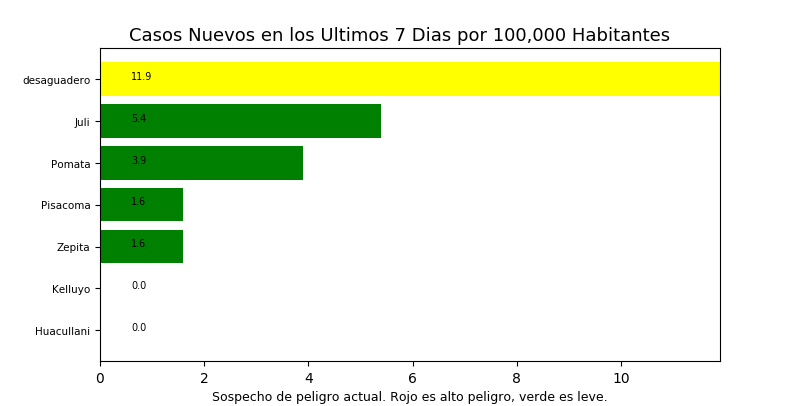 Casos Nuevos en los Ultimos 7 Dias por 100,000 Habitantes
desaguadero 11.9
Juli 5.4
Pomata 3.9
Pisacoma 1.6
Zepita 1.6
Kelluyo 0.0
Huacullani 0.0
0 2 4 6 8 10
Sospecho de peligro actual. Rojo es alto peligro, verde es leve.